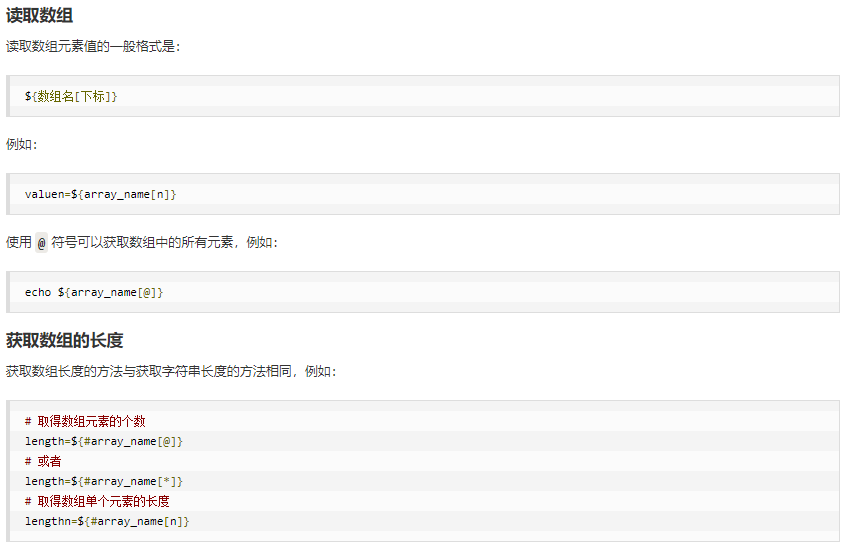 读取数组
读取数组元素值的一般格式是：
${数组名[下标]}
例如：
valuen=${array_name[n]}
使用 @ 符号可以获取数组中的所有元素，例如：
echo ${array_name[@]}
获取数组的长度
获取数组长度的方法与获取字符串长度的方法相同，例如：
# 取得数组元素的个数
length=${#array_name[@]}
# 或者
length=${#array_name[*]}
# 取得数组单个元素的长度
lengthn=${#array_name[n]}